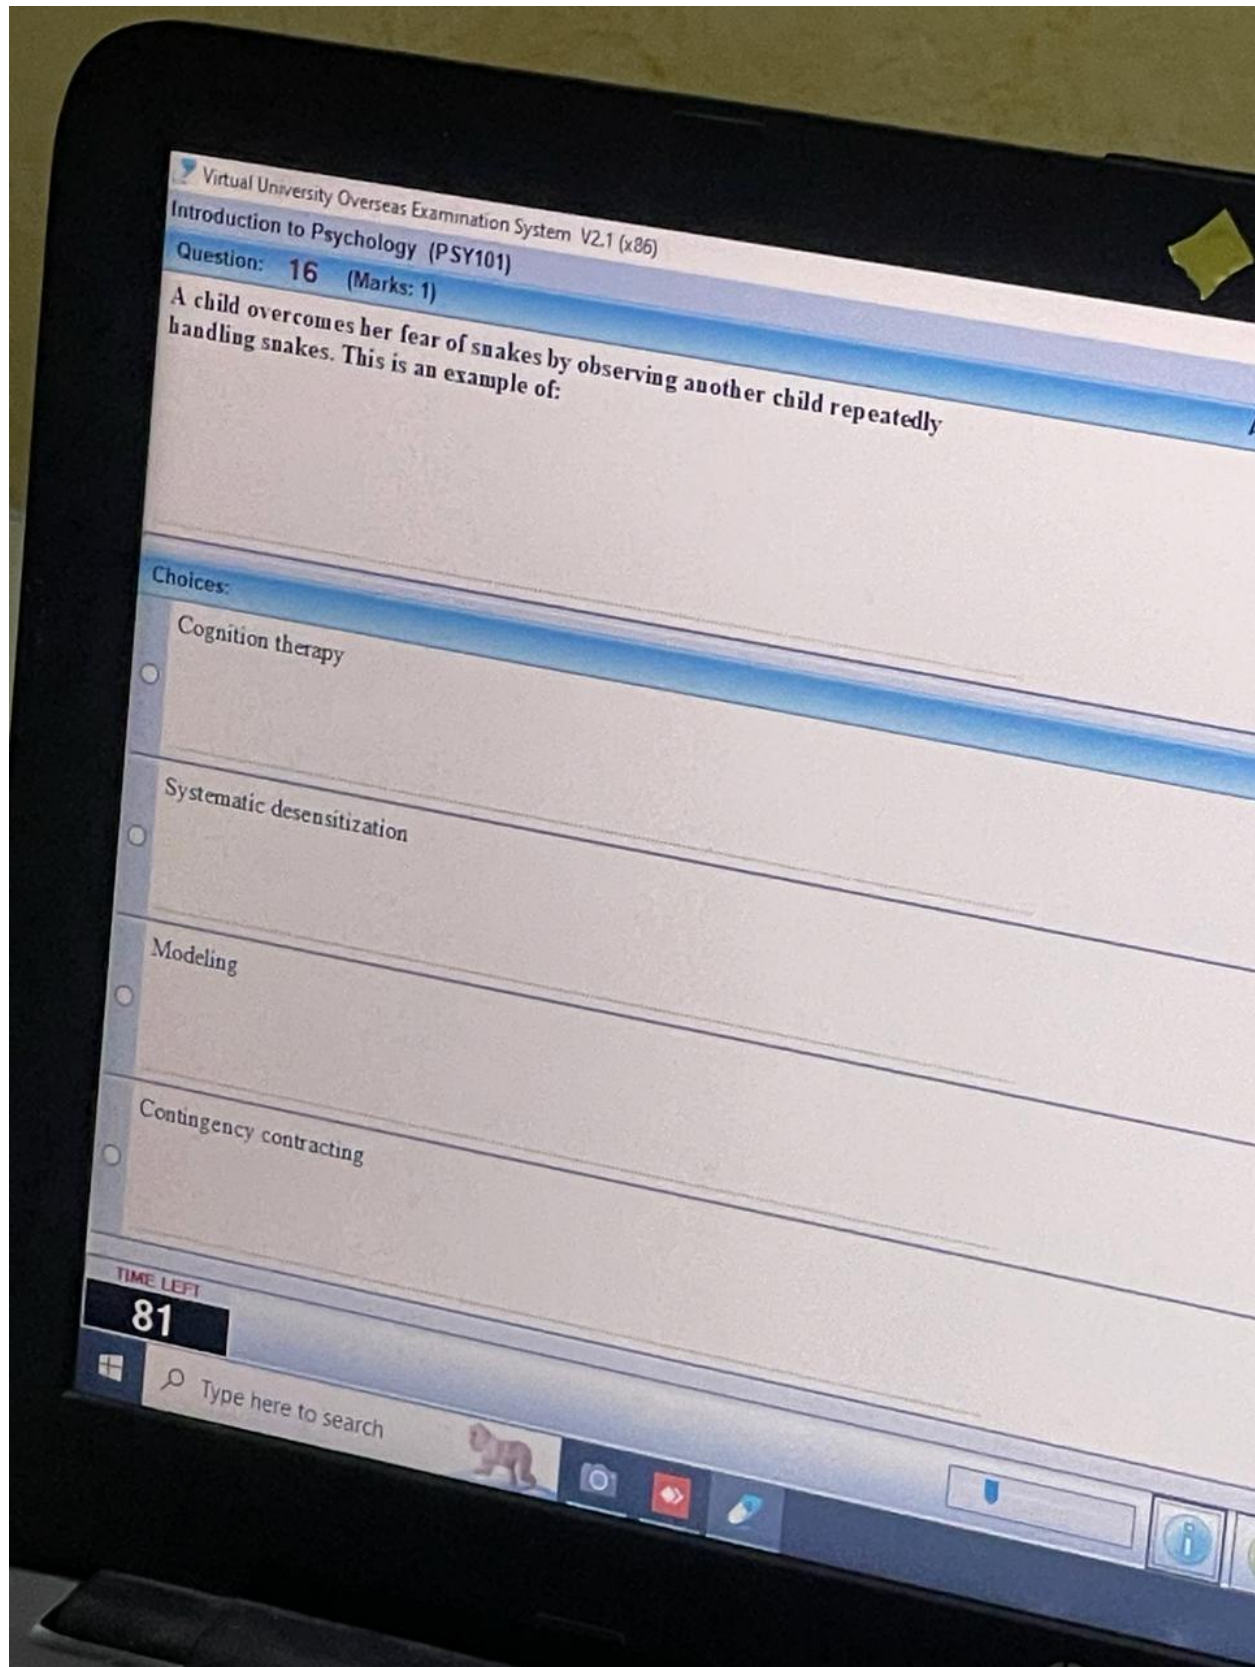 Virtual University Overseas Examination System V2.1 (x86)
Introduction to Psychology (PSY101)
Question: 16 (Marks: 1)
A child overcomes her fear of snakes by observing another child repeatedly
handling snakes. This is an example of:
Choices:
Cognition therapy
Systematic desensitization
Modeling
Contingency contracting
TIME LEFT
81
Type here to search